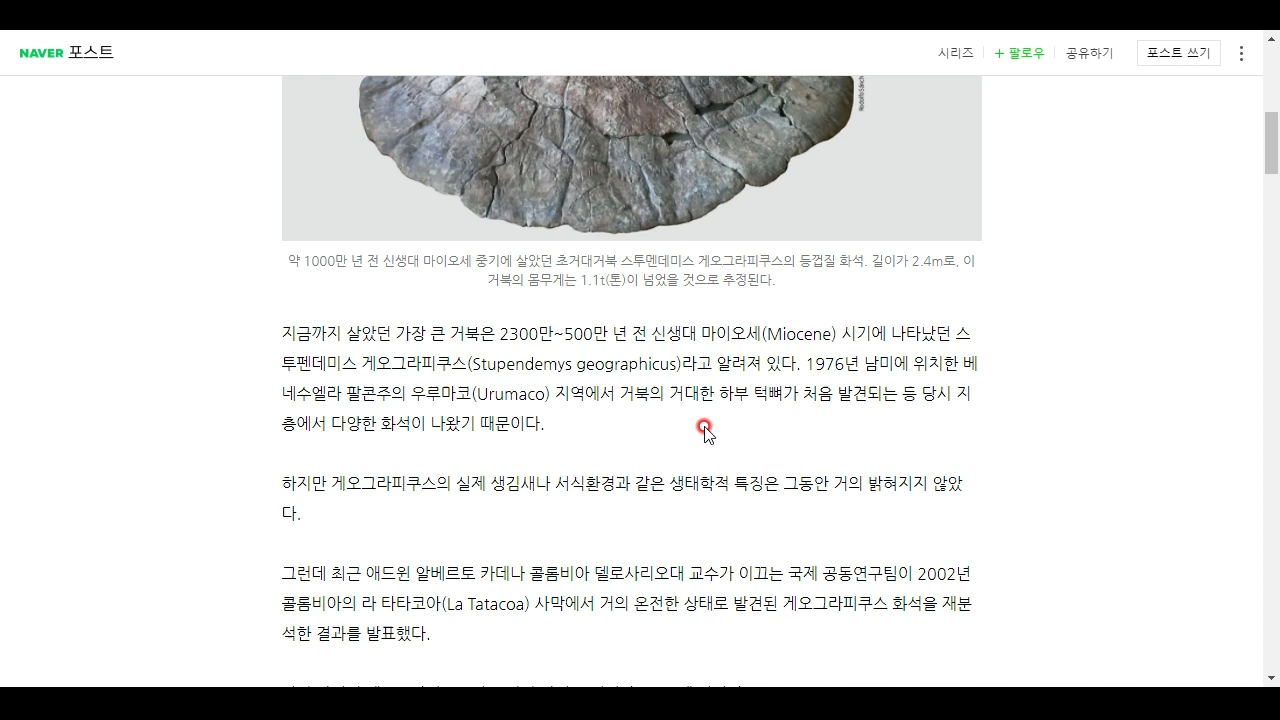 NAVER 포스트
시리즈 + 팔로우 공유하기 포스트 쓰기
약 1000만 년 전 신생대 마이오세 중기에 살았던 초거대거북 스투멘데미스 게오그라피쿠스의 등껍질 화석. 길이가 2.4m로, 이
거북의 몸무게는 1.1t(톤)이 넘었을 것으로 추정된다.
지금까지 살았던 가장 큰 거북은 2300만~500만 년 전 신생대 마이오세(Miocene) 시기에 나타났던 스
투펜데미스 게오그라피쿠스(Stupendemys geographicus)라고 알려져 있다. 1976년 남미에 위치한 베
네수엘라 팔콘주의 우루마코(Urumaco) 지역에서 거북의 거대한 하부 턱뼈가 처음 발견되는 등 당시 지
층에서 다양한 화석이 나왔기 때문이다.
하지만 게오그라피쿠스의 실제 생김새나 서식환경과 같은 생태학적 특징은 그동안 거의 밝혀지지 않았
다.
그런데 최근 애드윈 알베르토 카데나 콜롬비아 델로사리오대 교수가 이끄는 국제 공동연구팀이 2002년
콜롬비아의 라 타타코아(La Tatacoa) 사막에서 거의 온전한 상태로 발견된 게오그라피쿠스 화석을 재분
석한 결과를 발표했다.